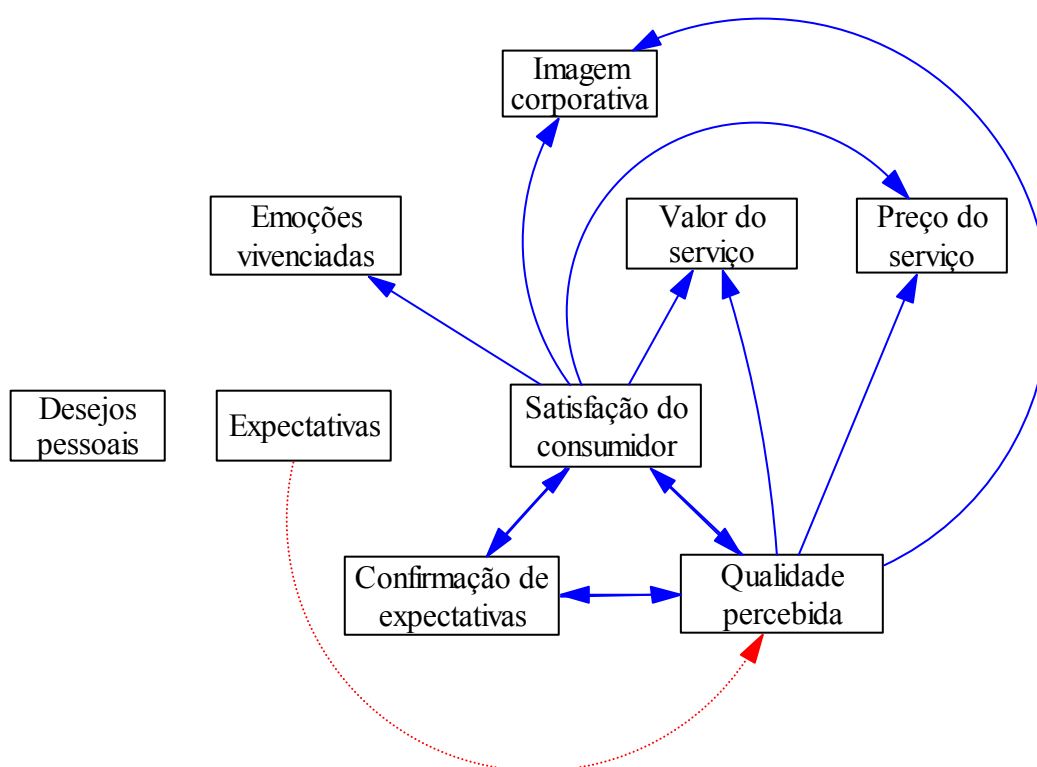 Imagem
corporativa
Emoções
vivenciadas
Valor do
serviço
Preço do
serviço
Desejos
pessoais
Expectativas
Satisfação do
consumidor
Confirmação de
expectativas
Qualidade
percebida